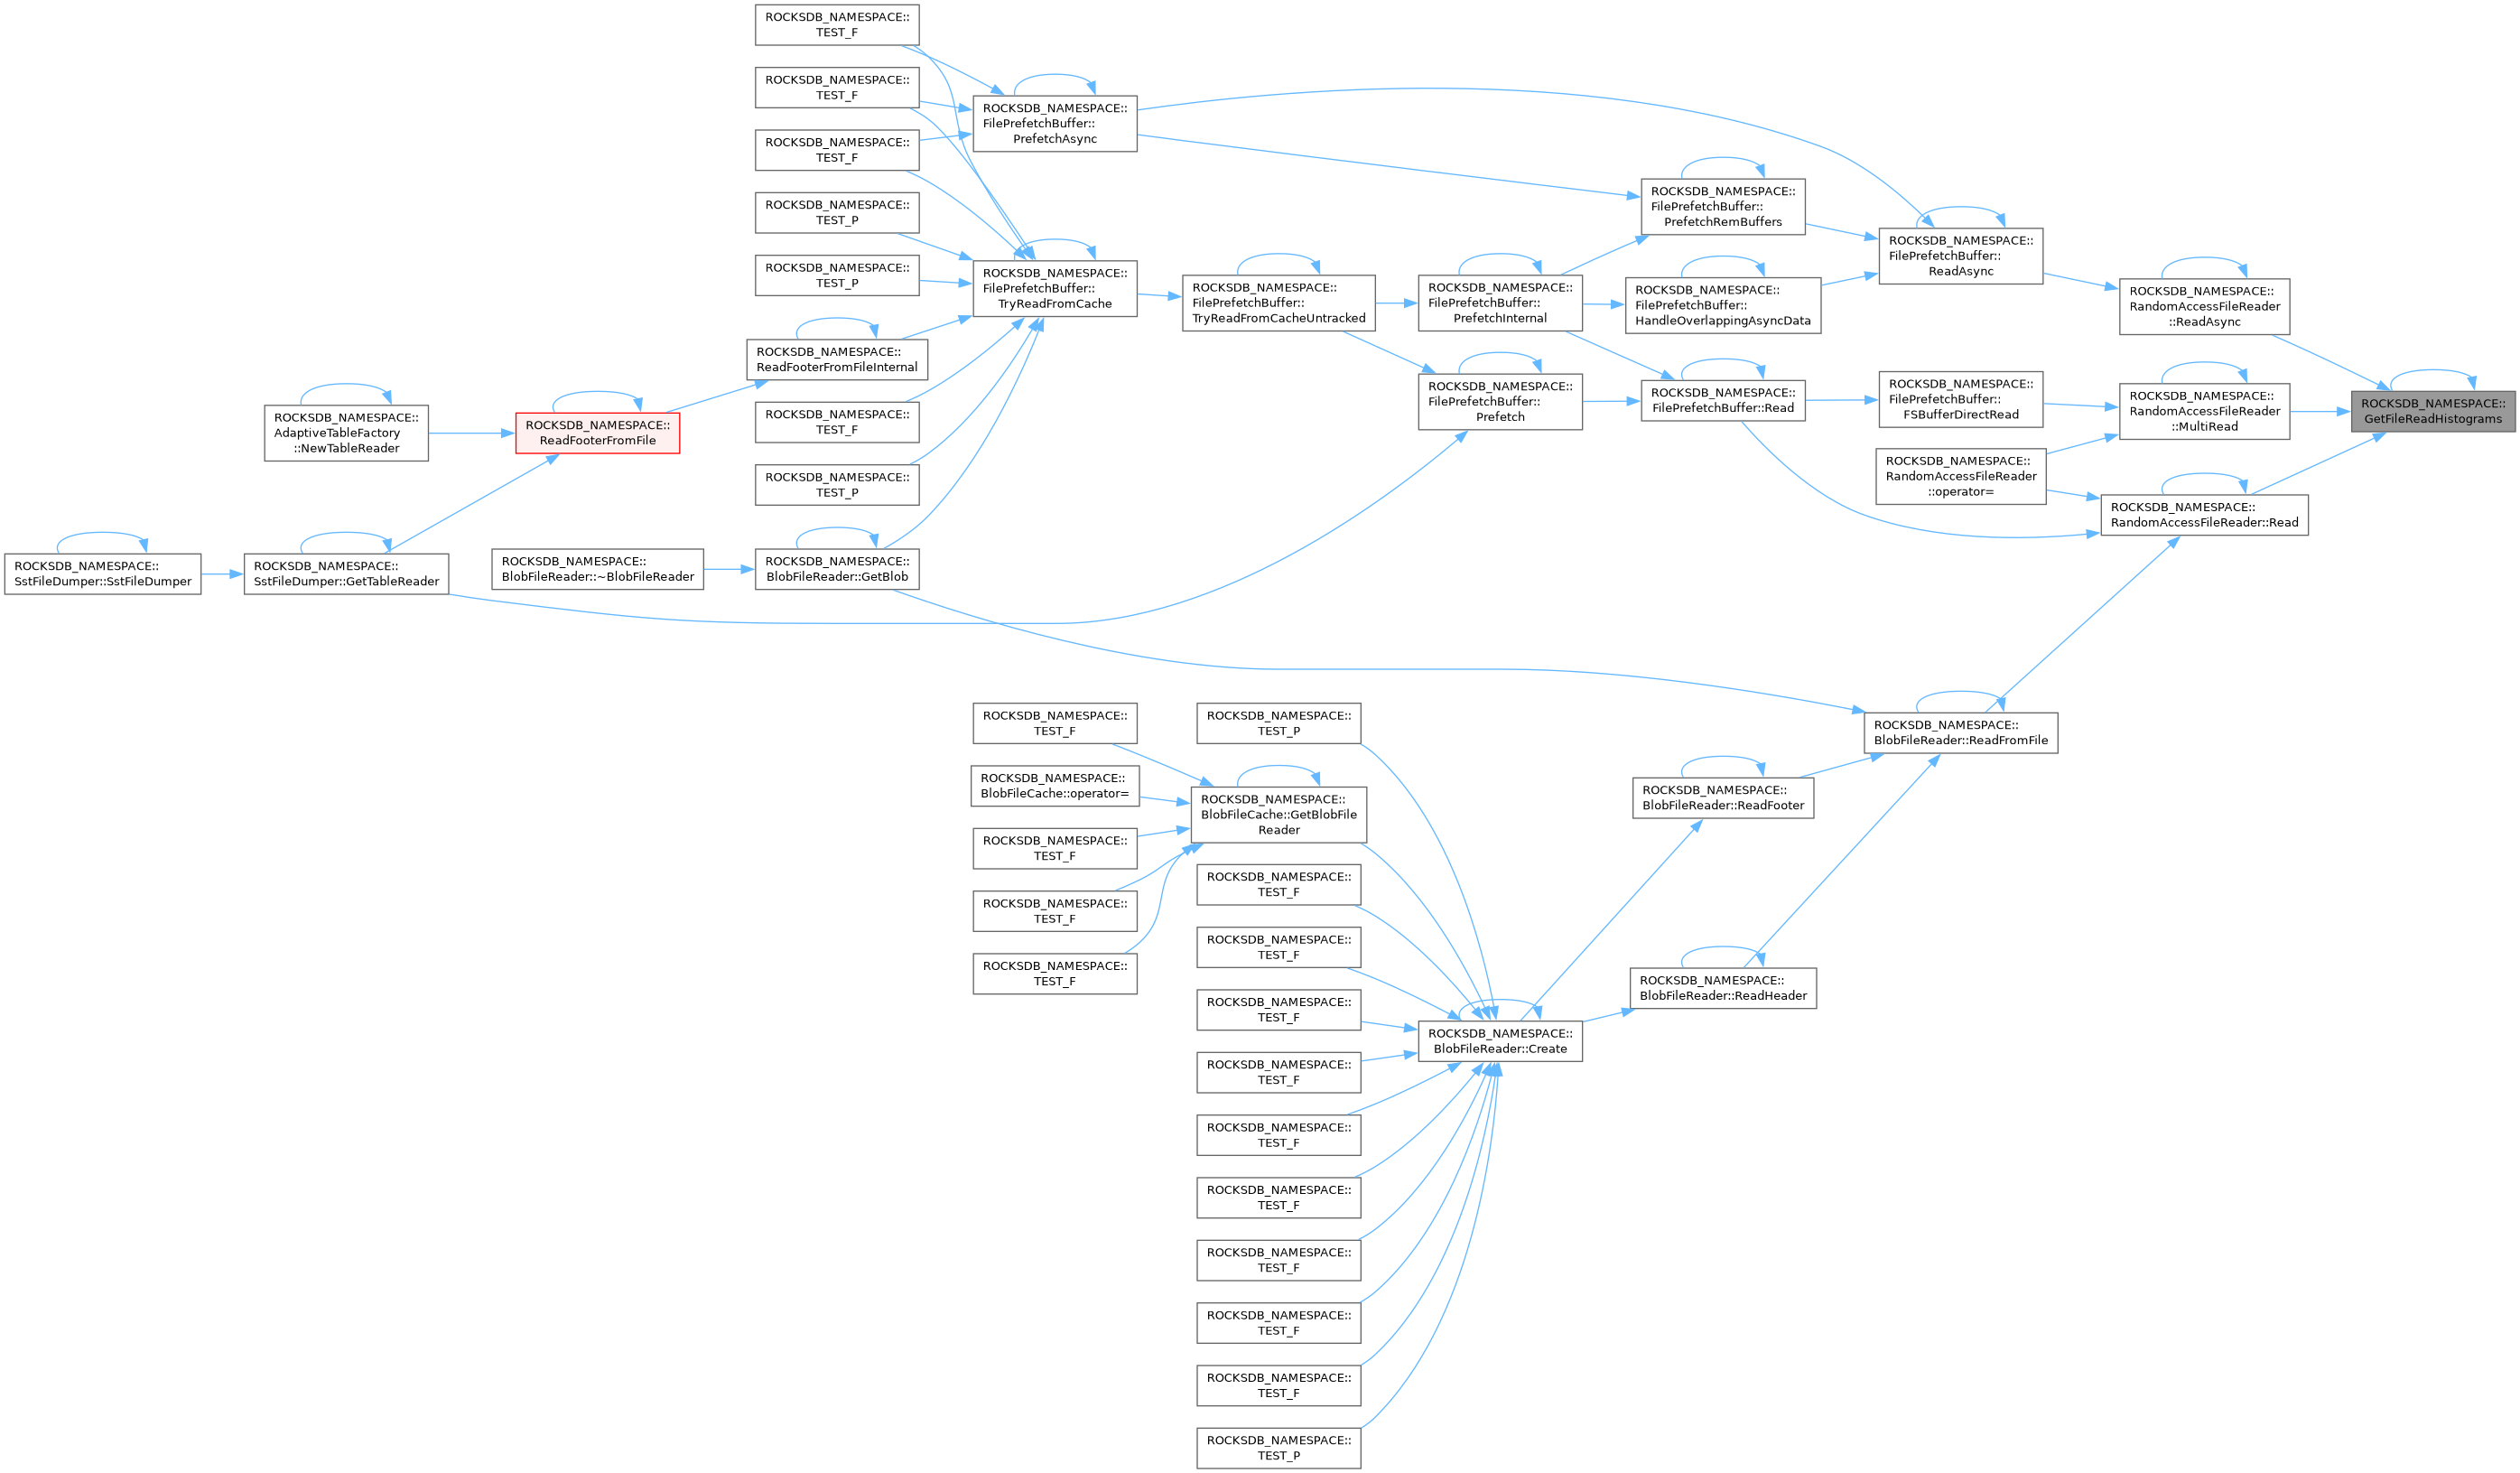 ROCKSDB_NAMESPACE::
TEST_F
ROCKSDB_NAMESPACE::
TEST_F
ROCKSDB_NAMESPACE::
FilePrefetchBuffer::
PrefetchAsync
ROCKSDB_NAMESPACE::
TEST_F
ROCKSDB_NAMESPACE::
FilePrefetchBuffer::
PrefetchRemBuffers
ROCKSDB_NAMESPACE::
TEST_P
ROCKSDB_NAMESPACE::
FilePrefetchBuffer::
ReadAsync
ROCKSDB_NAMESPACE::
TEST_P
ROCKSDB_NAMESPACE::
FilePrefetchBuffer::
TryReadFromCache
ROCKSDB_NAMESPACE::
FilePrefetchBuffer::
TryReadFromCacheUntracked
ROCKSDB_NAMESPACE::
FilePrefetchBuffer::
PrefetchInternal
ROCKSDB_NAMESPACE::
FilePrefetchBuffer::
HandleOverlappingAsyncData
ROCKSDB_NAMESPACE::
RandomAccessFileReader
::ReadAsync
ROCKSDB_NAMESPACE::
ReadFooterFromFileInternal
ROCKSDB_NAMESPACE::
FilePrefetchBuffer::
Prefetch
ROCKSDB_NAMESPACE::
FilePrefetchBuffer::Read
ROCKSDB_NAMESPACE::
FilePrefetchBuffer::
FSBufferDirectRead
ROCKSDB_NAMESPACE::
RandomAccessFileReader
::MultiRead
ROCKSDB_NAMESPACE::
GetFileReadHistograms
ROCKSDB_NAMESPACE::
AdaptiveTableFactory
::NewTableReader
ROCKSDB_NAMESPACE::
ReadFooterFromFile
ROCKSDB_NAMESPACE::
TEST_F
ROCKSDB_NAMESPACE::
TEST_P
ROCKSDB_NAMESPACE::
RandomAccessFileReader
::operator=
ROCKSDB_NAMESPACE::
RandomAccessFileReader::Read
ROCKSDB_NAMESPACE::
SstFileDumper::SstFileDumper
ROCKSDB_NAMESPACE::
SstFileDumper::GetTableReader
ROCKSDB_NAMESPACE::
BlobFileReader::~BlobFileReader
ROCKSDB_NAMESPACE::
BlobFileReader::GetBlob
ROCKSDB_NAMESPACE::
TEST_F
ROCKSDB_NAMESPACE::
TEST_P
ROCKSDB_NAMESPACE::
BlobFileReader::ReadFromFile
ROCKSDB_NAMESPACE::
BlobFileCache::operator=
ROCKSDB_NAMESPACE::
BlobFileCache::GetBlobFile
Reader
ROCKSDB_NAMESPACE::
BlobFileReader::ReadFooter
ROCKSDB_NAMESPACE::
TEST_F
ROCKSDB_NAMESPACE::
TEST_F
ROCKSDB_NAMESPACE::
TEST_F
ROCKSDB_NAMESPACE::
TEST_F
ROCKSDB_NAMESPACE::
TEST_F
ROCKSDB_NAMESPACE::
BlobFileReader::ReadHeader
ROCKSDB_NAMESPACE::
TEST_F
ROCKSDB_NAMESPACE::
BlobFileReader::Create
ROCKSDB_NAMESPACE::
TEST_F
ROCKSDB_NAMESPACE::
TEST_F
ROCKSDB_NAMESPACE::
TEST_F
ROCKSDB_NAMESPACE::
TEST_F
ROCKSDB_NAMESPACE::
TEST_F
ROCKSDB_NAMESPACE::
TEST_F
ROCKSDB_NAMESPACE::
TEST_P